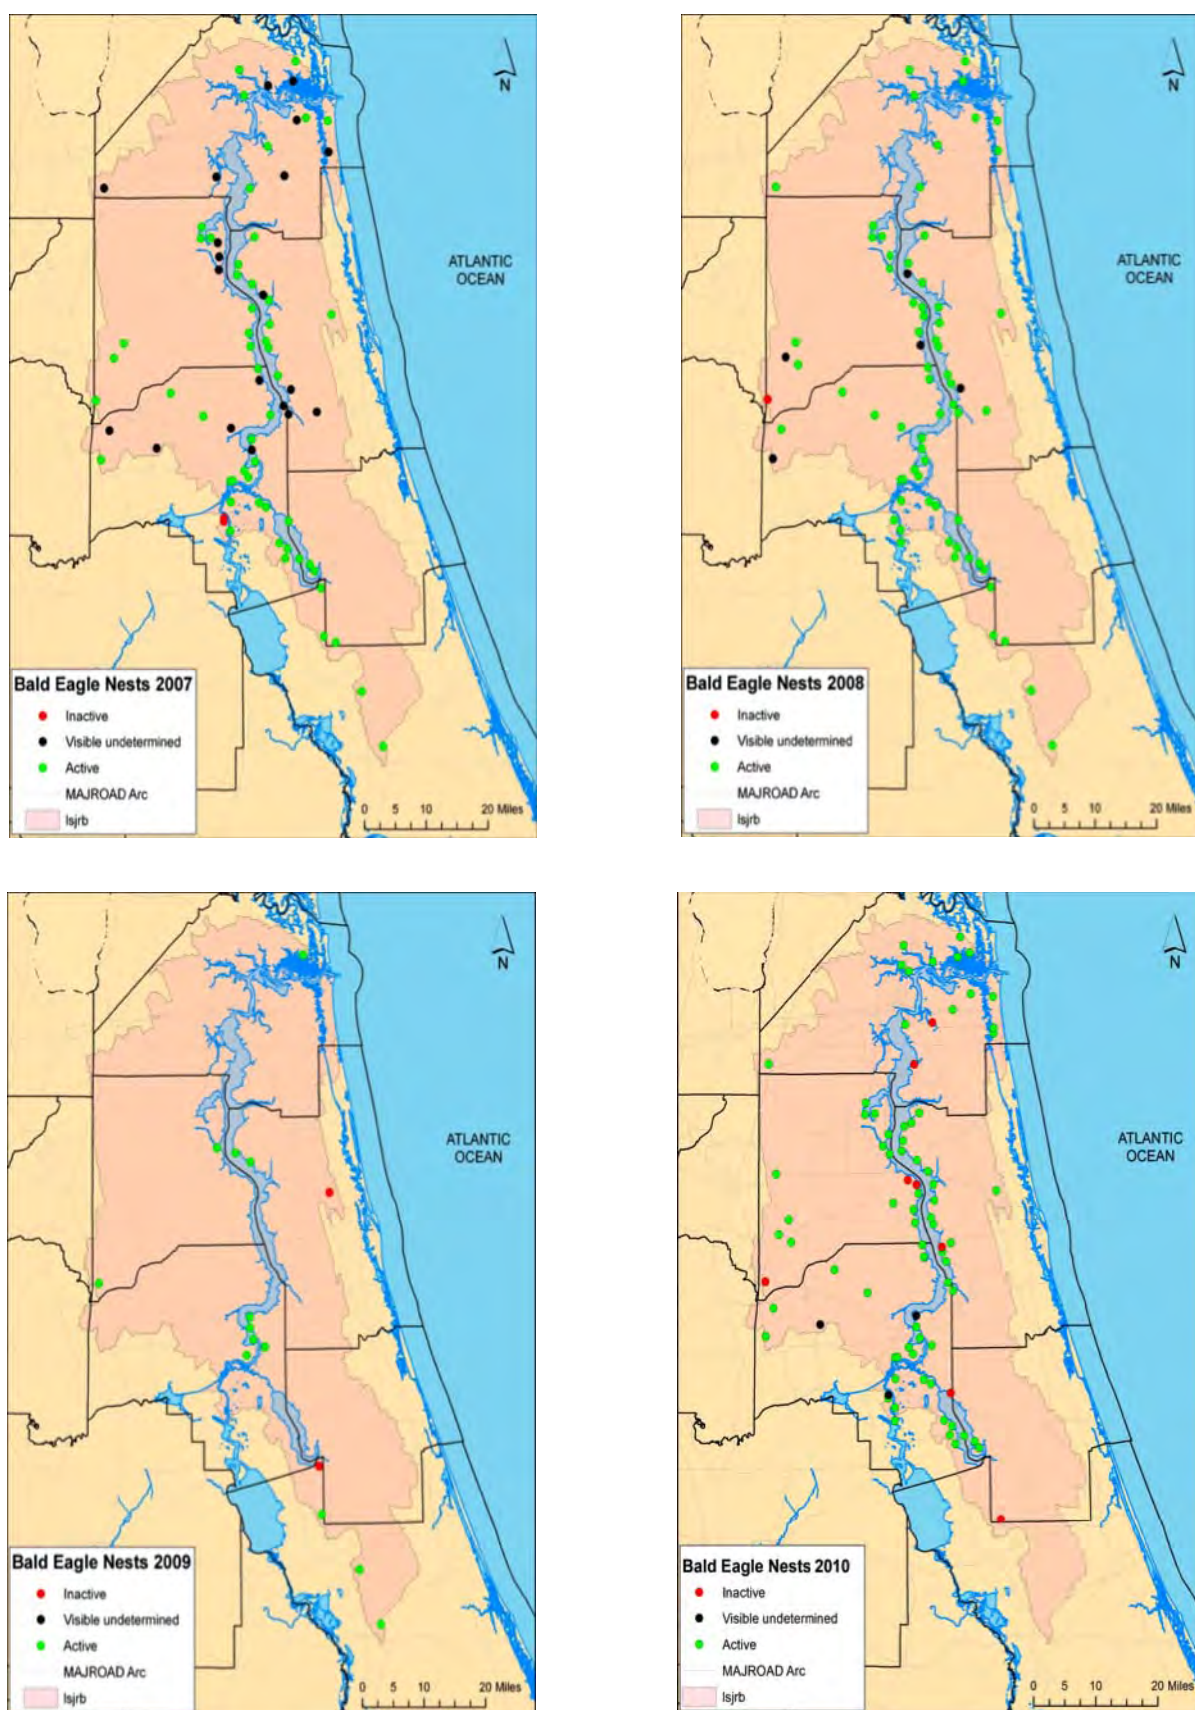 N
ATLANTIC
OCEAN
Bald Eagle Nests 2007
Inactive
Visible undetermined
Active
MAJROAD Arc
lsjrb
0 5 10 20 Miles
N
ATLANTIC
OCEAN
Bald Eagle Nests 2008
Inactive
Visible undetermined
Active
MAJROAD Arc
lsjrb
0 5 10 20 Miles
N
ATLANTIC
OCEAN
Bald Eagle Nests 2009
Inactive
Visible undetermined
Active
MAJROAD Arc
lsjrb
0 5 10 20 Miles
N
ATLANTIC
OCEAN
Bald Eagle Nests 2010
Inactive
Visible undetermined
Active
MAJROAD Arc
lsjrb
0 5 10 20 Miles